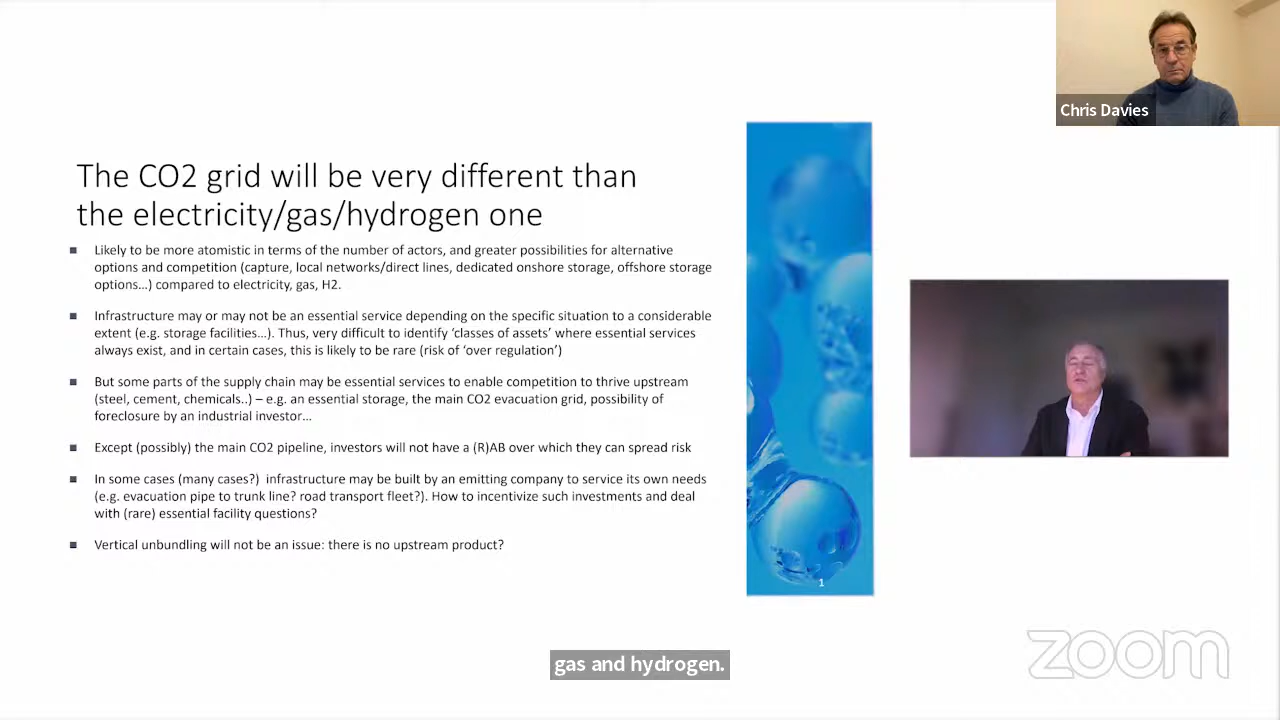 Chris Davies
The CO2 grid will be very different than
the electricity/gas/hydrogen one
Likely to be more atomistic in terms of the number of actors, and greater possibilities for alternative
options and competition (capture, local networks/direct lines, dedicated onshore storage, offshore storage
options…) compared to electricity, gas, H2.
Infrastructure may or may not be an essential service depending on the specific situation to a considerable
extent (e.g. storage facilities…). Thus, very difficult to identify ‘classes of assets’ where essential services
always exist, and in certain cases, this is likely to be rare (risk of ‘over regulation’)
But some parts of the supply chain may be essential services to enable competition to thrive upstream
(steel, cement, chemicals..) – e.g. an essential storage, the main CO2 evacuation grid, possibility of
foreclosure by an industrial investor…
Except (possibly) the main CO2 pipeline, investors will not have a (R)AB over which they can spread risk
In some cases (many cases?) infrastructure may be built by an emitting company to service its own needs
(e.g. evacuation pipe to trunk line? road transport fleet?). How to incentivize such investments and deal
with (rare) essential facility questions?
Vertical unbundling will not be an issue: there is no upstream product?
1
gas and hydrogen.
zoom